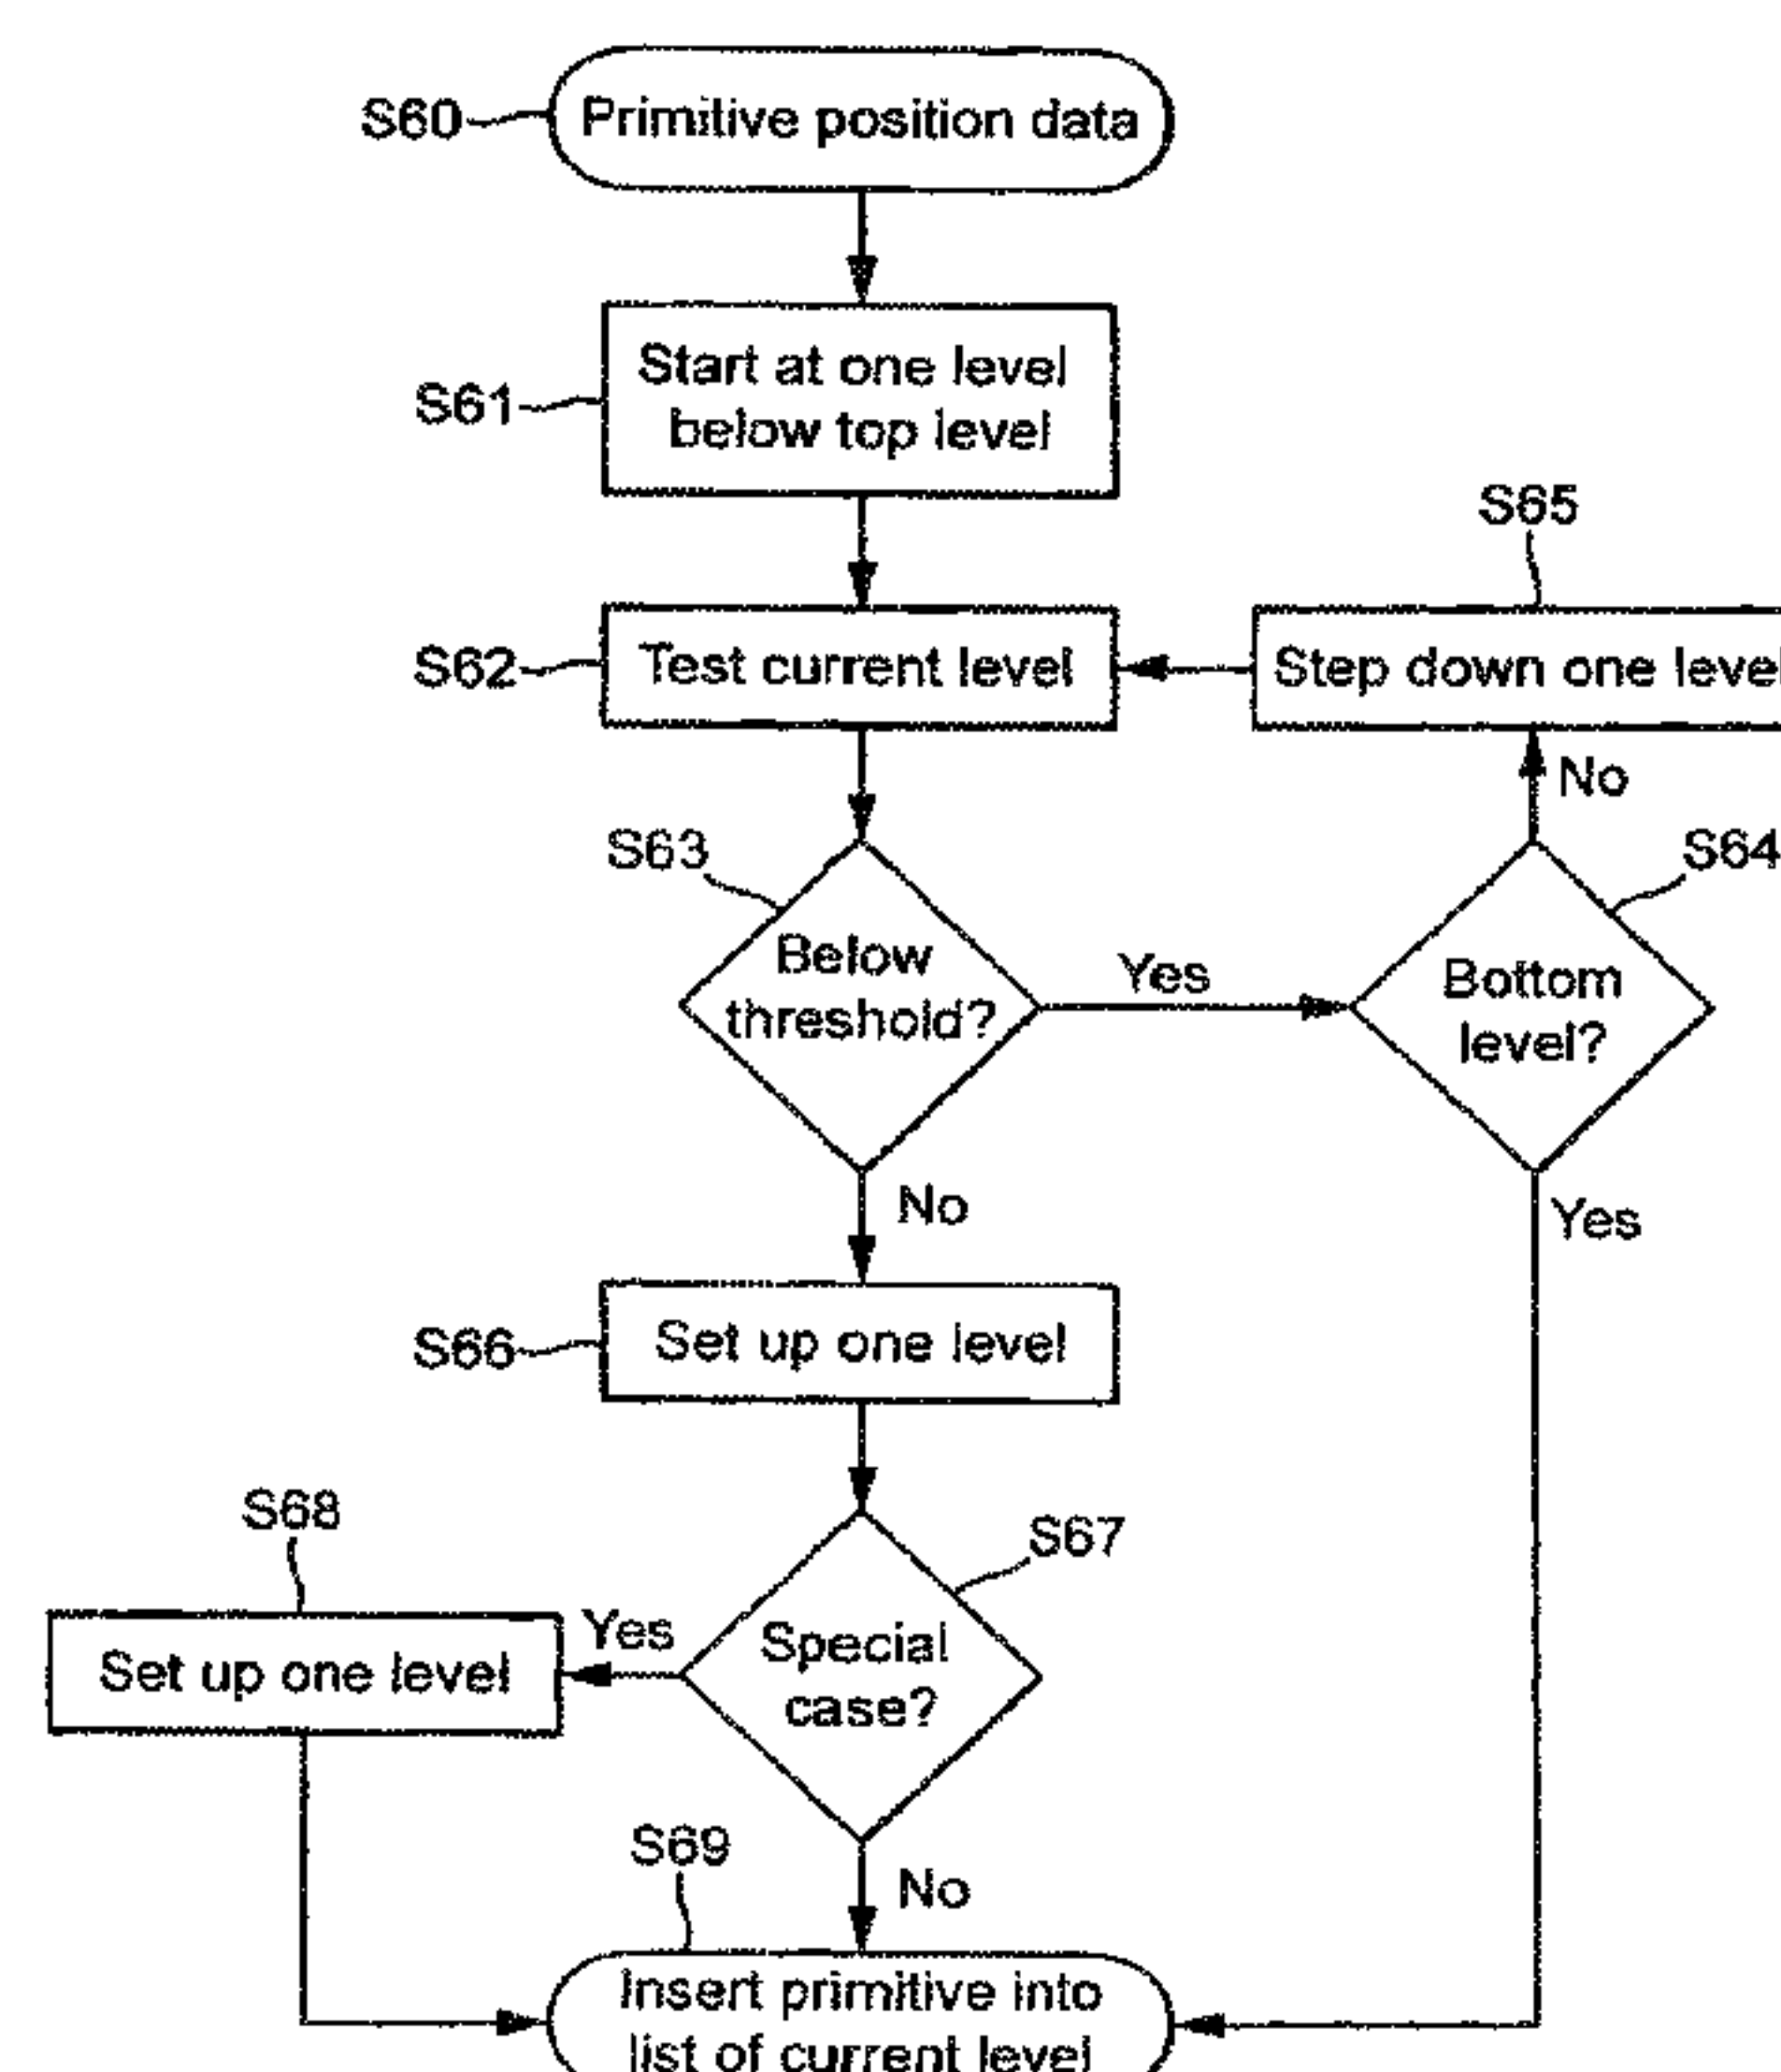 S60
Primitive position data
S61
Start at one level
below top level
S65
S62
Test current level
Step down one level
No
S63
S64
Below
threshold?
Yes
Bottom
level?
No
Yes
S66
Set up one level
S68
S67
Set up one level
Yes
Special
case?
S69
No
Insert primitive into
list of current level